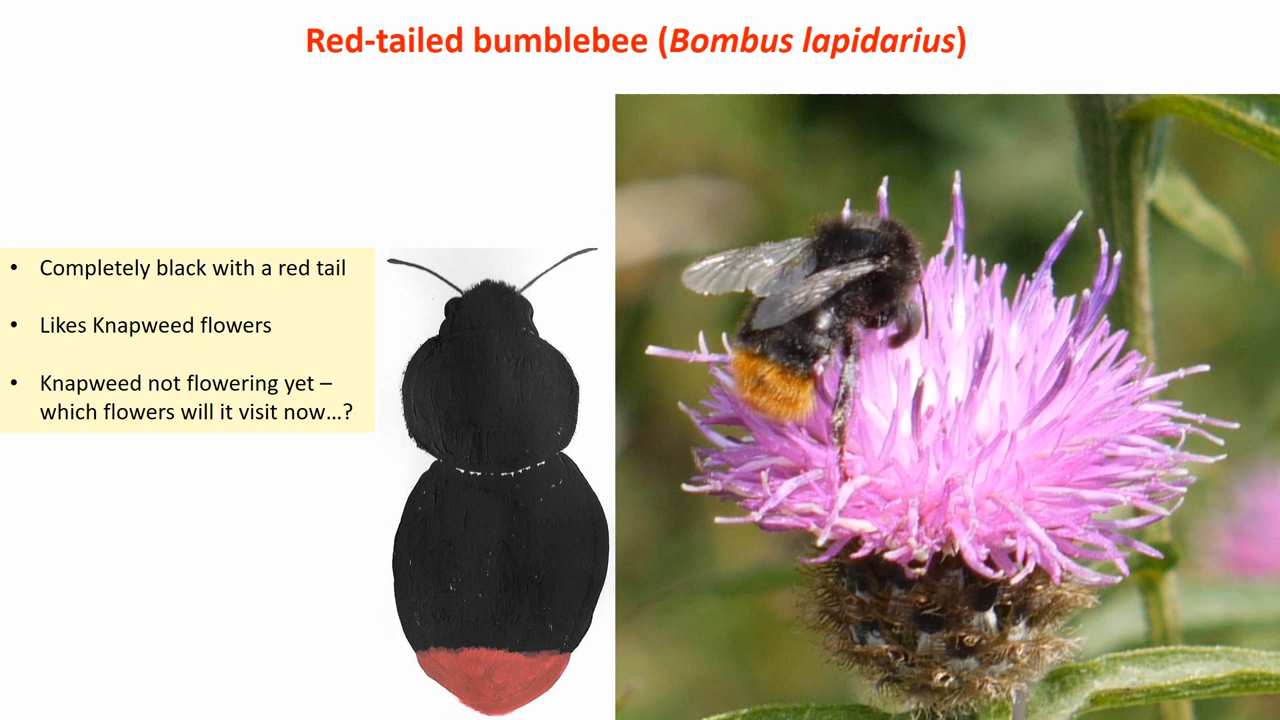 Red-tailed bumblebee (Bombus lapidarius)
• Completely black with a red tail
• Likes Knapweed flowers
• Knapweed not flowering yet –
which flowers will it visit now…?